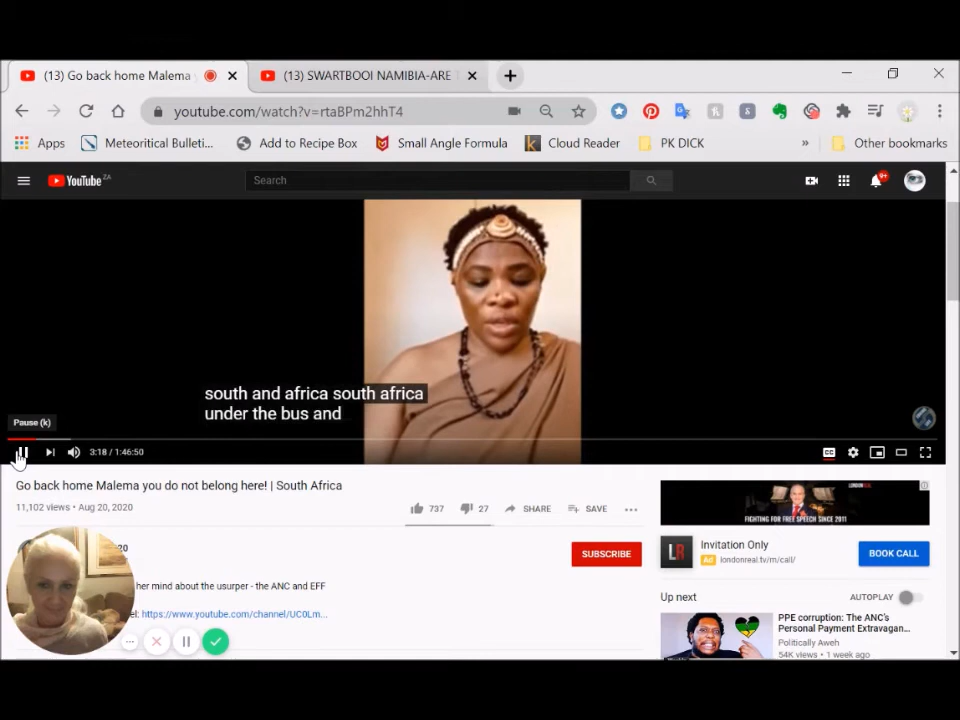 (13) Go back home Malema
(13) SWARTBOOI NAMIBIA-ARE T
youtube.com/watch?v=rtaBPm2hhT4
Apps
Meteoritical Bulleti...
Add to Recipe Box
Small Angle Formula
Cloud Reader
PK DICK
»
Other bookmarks
YouTube ZA
Search
9+
south and africa south africa
under the bus and
Pause (k)
3:18 / 1:46:50
CC
Go back home Malema you do not belong here! | South Africa
11,102 views • Aug 20, 2020
737
27
SHARE
SAVE
20
SUBSCRIBE
her mind about the usurper - the ANC and EFF
el: https://www.youtube.com/channel/UC0Lm...
LONDON REAL
FIGHTING FOR FREE SPEECH SINCE 2011
LR
Invitation Only
Ad londonreal.tv/m/call/
BOOK CALL
Up next
AUTOPLAY
PPE corruption: The ANC's
Personal Payment Extravagan...
Politically Aweh
54K views • 1 week ago